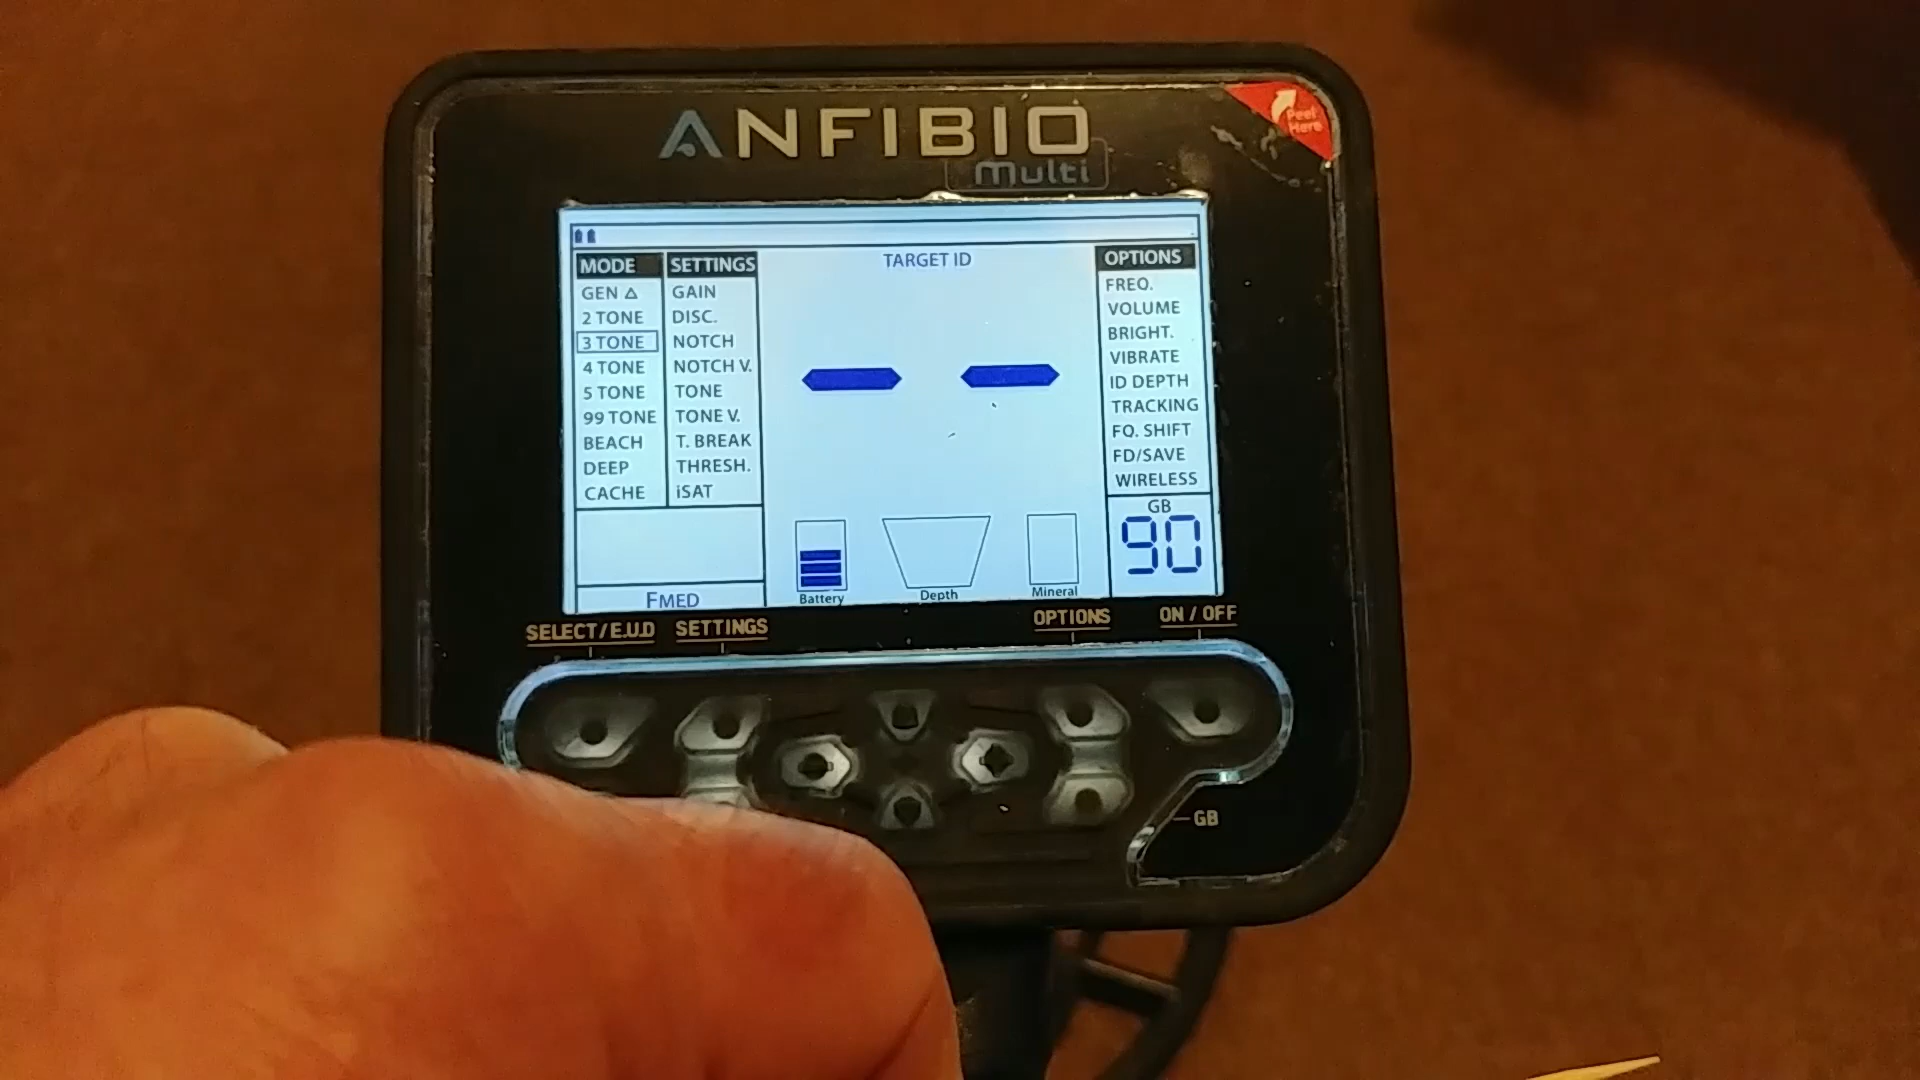 ANFIBIO
Multi
Peel
Here
MODE
GEN
2 TONE
3 TONE
4 TONE
5 TONE
99 TONE
BEACH
DEEP
CACHE
SETTINGS
GAIN
DISC.
NOTCH
NOTCH V.
TONE
TONE V.
T. BREAK
THRESH.
iSAT
TARGET ID
-- 
OPTIONS
FREQ.
VOLUME
BRIGHT.
VIBRATE
ID DEPTH
TRACKING
FQ. SHIFT
FD/SAVE
WIRELESS
GB
90
FMED
Battery
Depth
Mineral
SELECT/E.U.D
SETTINGS
OPTIONS
ON / OFF
GB